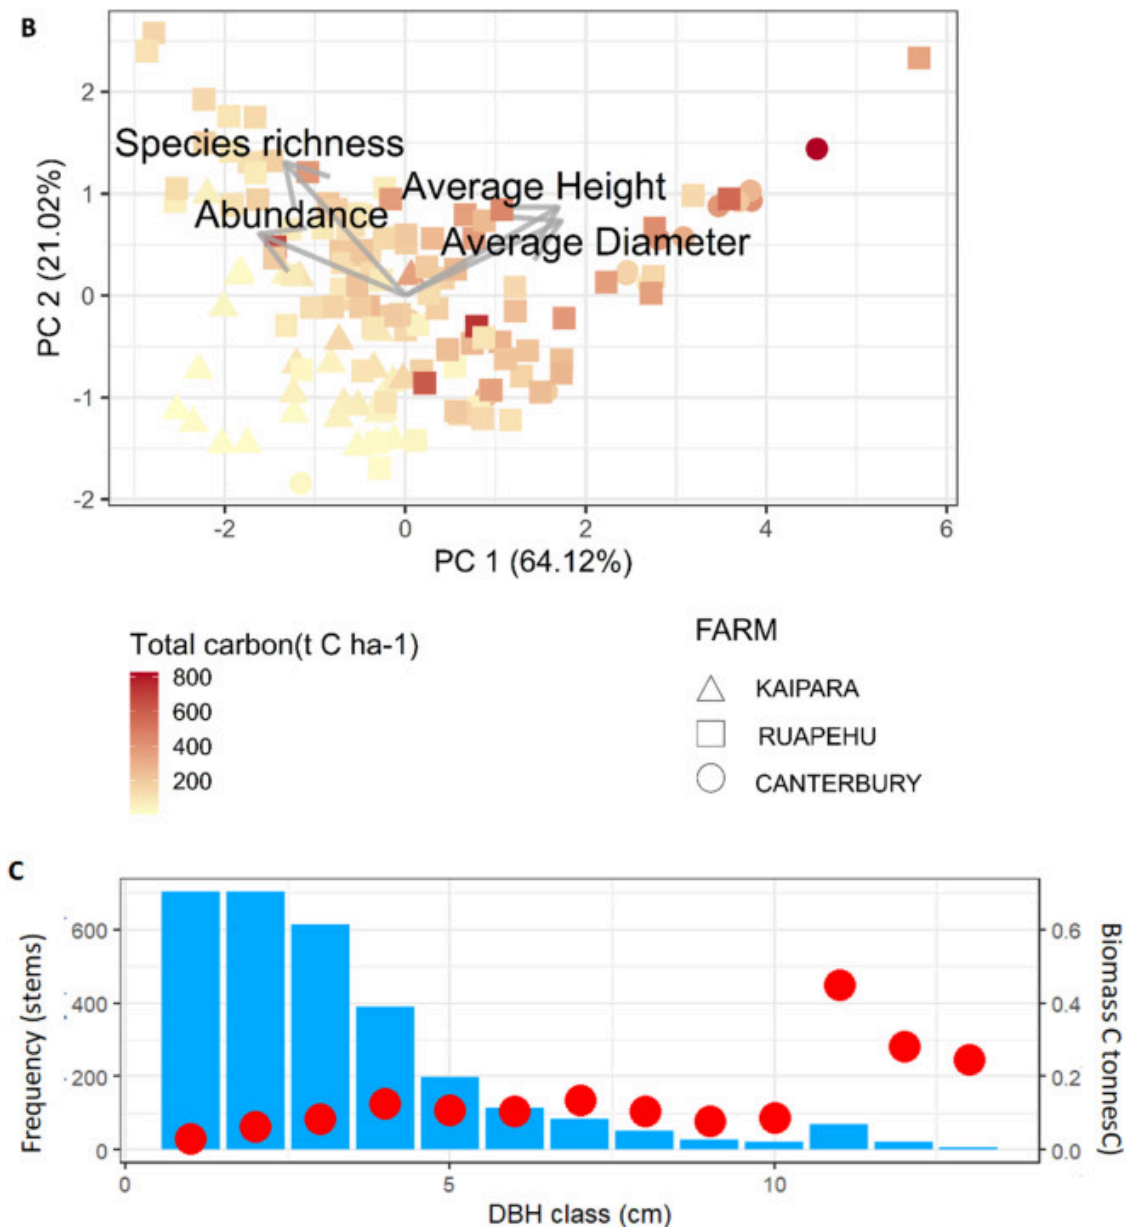 B
PC 2 (21.02%)
2
1
0
-1
-2
Species richness
Abundance
Average Height
Average Diameter
-2
0
2
4
6
PC 1 (64.12%)
Total carbon(t C ha-1)
800
600
400
200
FARM
KAIPARA
RUAPEHU
CANTERBURY
C
Frequency (stems)
600
400
200
0
0.6
0.4
0.2
0.0
Biomass C tonnesC)
0
5
10
DBH class (cm)